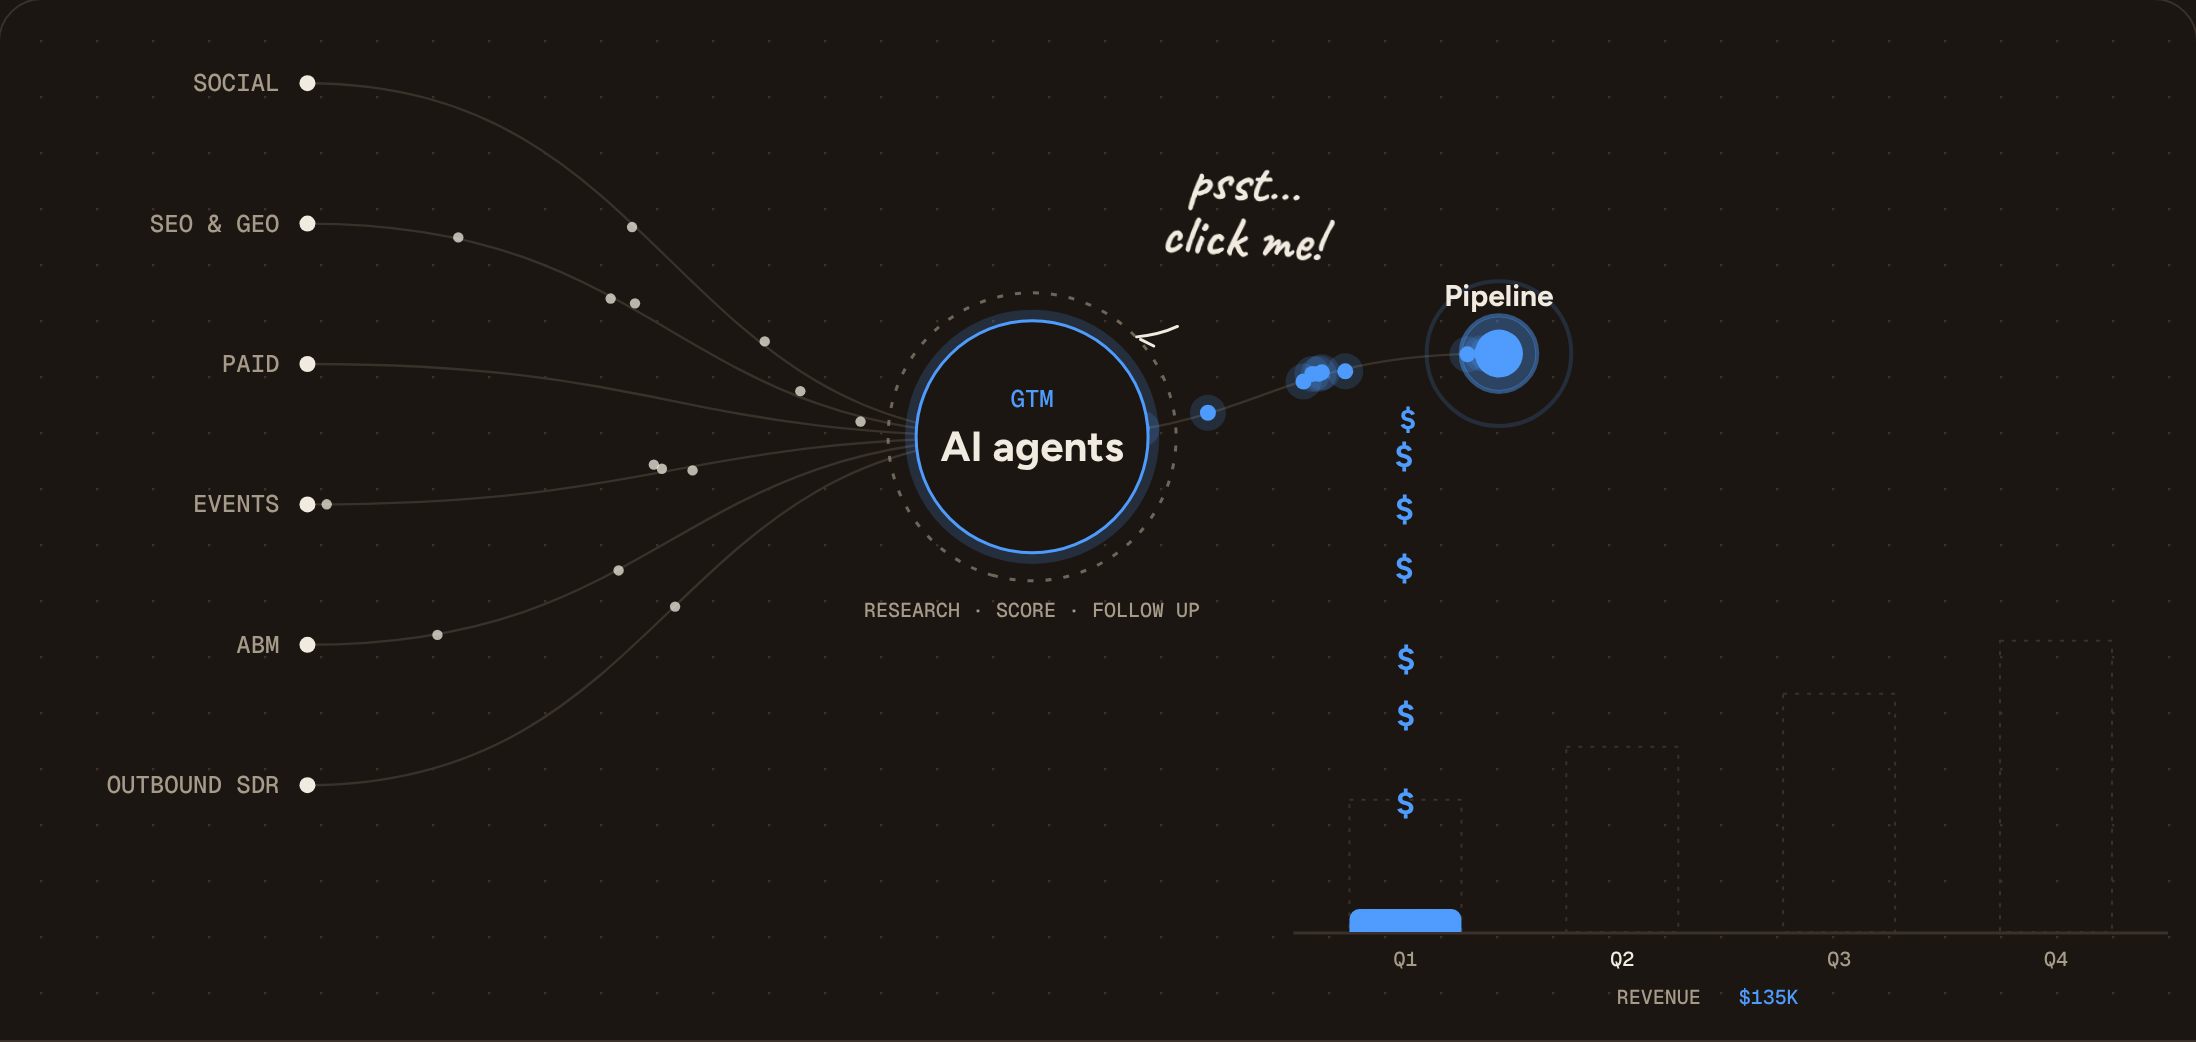 SOCIAL
SEO & GEO
PAID
EVENTS
ABM
OUTBOUND SDR
psst...
click me!
GTM
AI agents
RESEARCH · SCORE · FOLLOW UP
Pipeline
$
$
$
$
$
$
$
Q1 Q2 Q3 Q4
REVENUE $135K